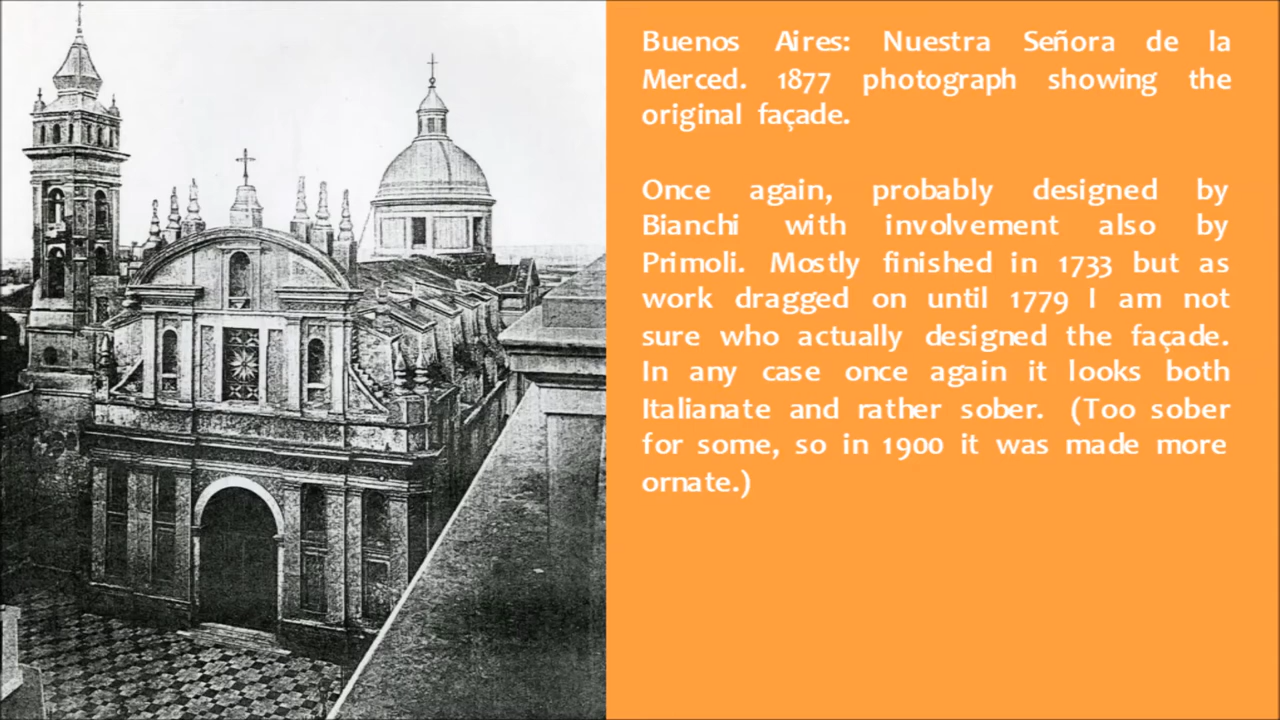 Buenos Aires: Nuestra Señora de la
Merced. 1877 photograph showing the
original façade.
Once again, probably designed by
Bianchi with involvement also by
Primoli. Mostly finished in 1733 but as
work dragged on until 1779 I am not
sure who actually designed the façade.
In any case once again it looks both
Italianate and rather sober. (Too sober
for some, so in 1900 it was made more
ornate.)